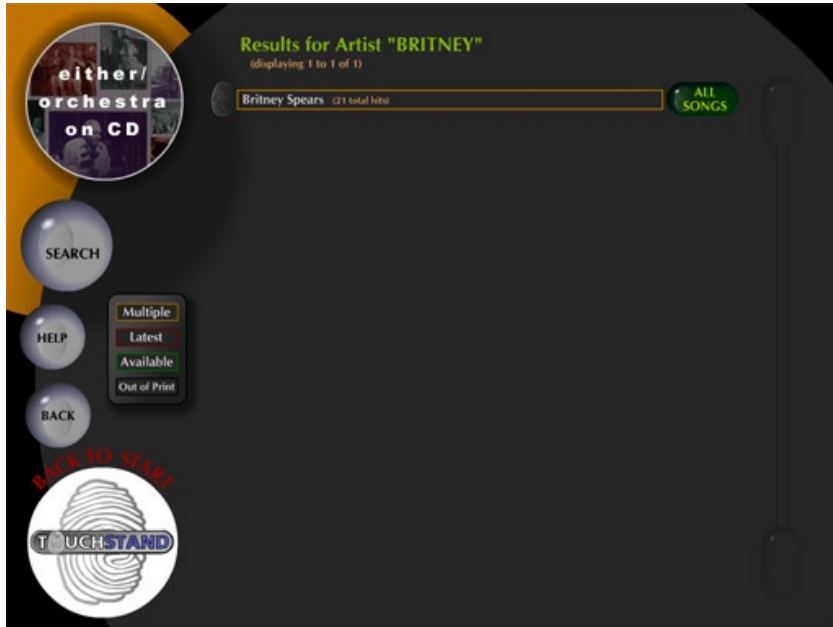 either/
orchestra
on CD
Results for Artist "BRITNEY"
(displaying 1 to 1 of 1)
Britney Spears (21 total hits)
ALL
SONGS
SEARCH
HELP
BACK
Multiple
Latest
Available
Out of Print
BACK TO START
TOUCHSTAND